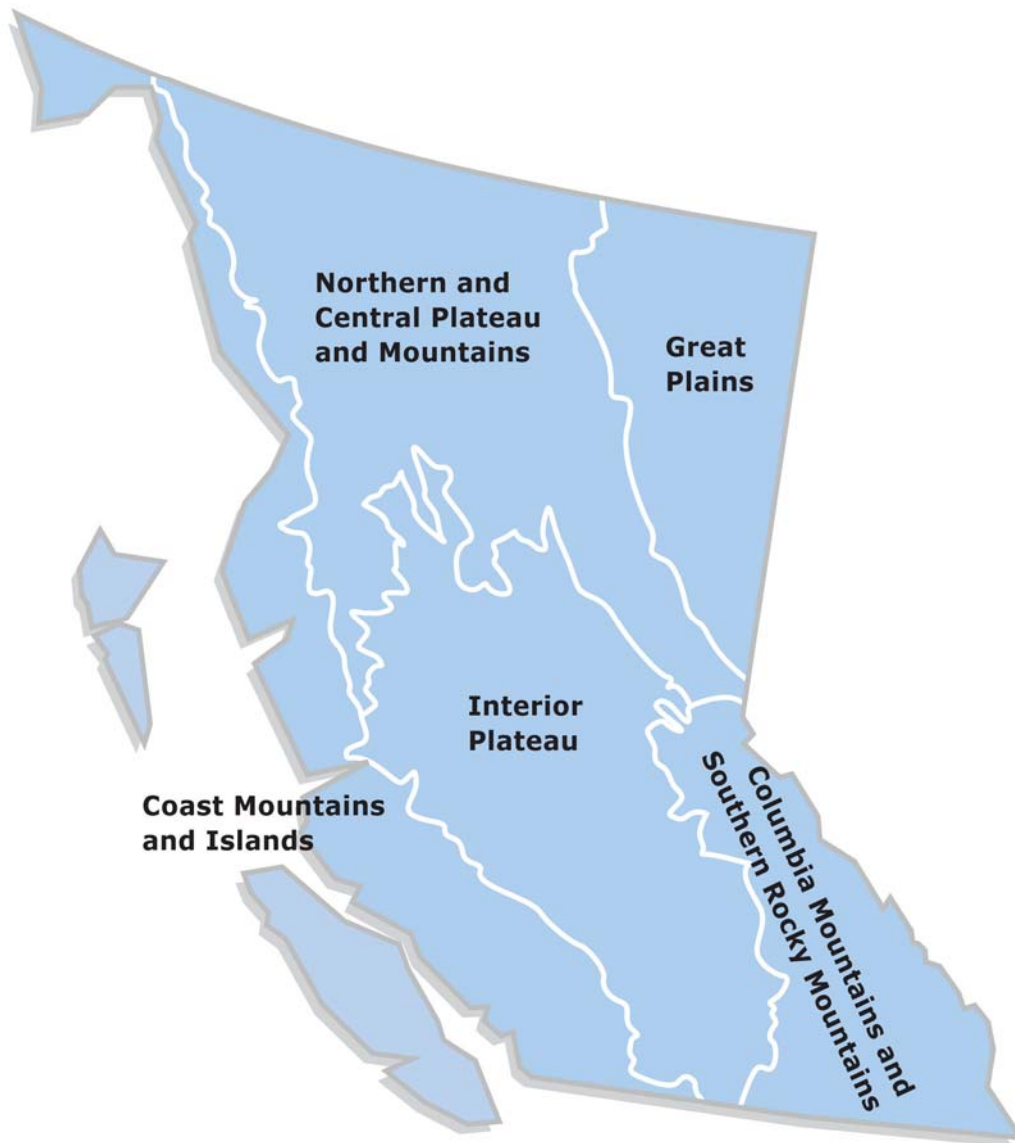 Northern and
Central Plateau
and Mountains
Great
Plains
Interior
Plateau
Coast Mountains
and Islands
Columbia Mountains and
Southern Rocky Mountains